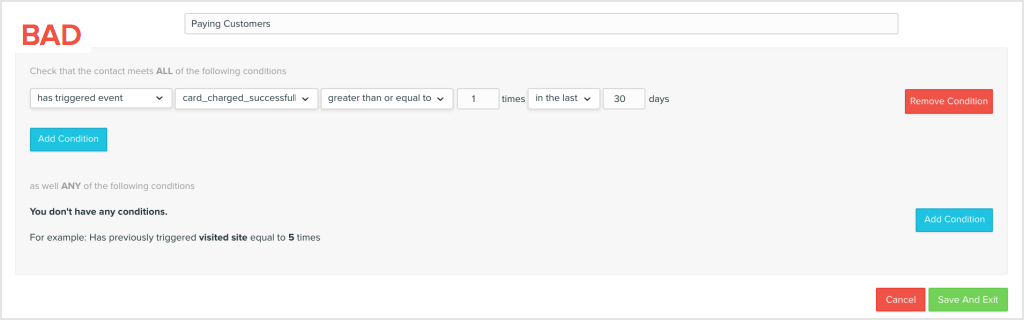 BAD
Paying Customers
Check that the contact meets ALL of the following conditions
has triggered event card_charged_successfull greater than or equal to 1 times in the last 30 days
Remove Condition
Add Condition
as well ANY of the following conditions
You don't have any conditions.
Add Condition
For example: Has previously triggered visited site equal to 5 times
Cancel Save And Exit